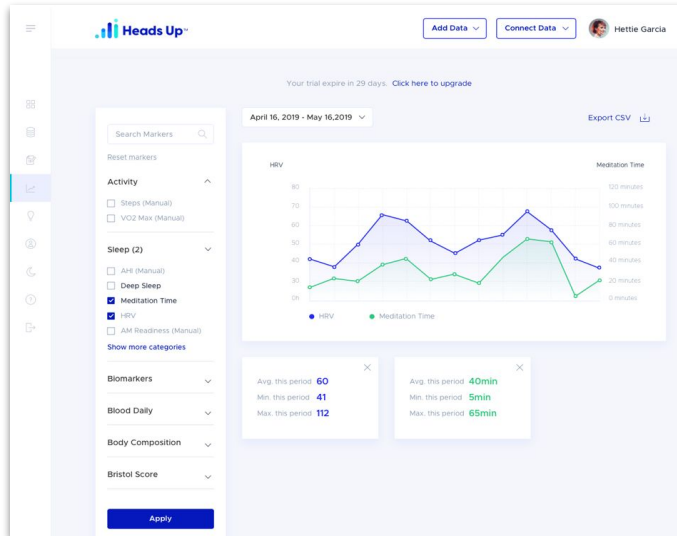 Heads Up™
Add Data
Connect Data
Hettie Garcia
Your trial expire in 29 days. Click here to upgrade
Search Markers
Reset markers
Activity
Steps (Manual)
VO2 Max (Manual)
Sleep (2)
AHI (Manual)
Deep Sleep
Meditation Time
HRV
AM Readiness (Manual)
Show more categories
Biomarkers
Blood Daily
Body Composition
Bristol Score
Apply
April 16, 2019 - May 16,2019
Export CSV
HRV
Meditation Time
80
120 minutes
70
100 minutes
60
80 minutes
50
60 minutes
40
40 minutes
30
20 minutes
0h
0 minutes
HRV
Meditation Time
Avg. this period 60
Min. this period 41
Max. this period 112
Avg. this period 40min
Min. this period 5min
Max. this period 65min